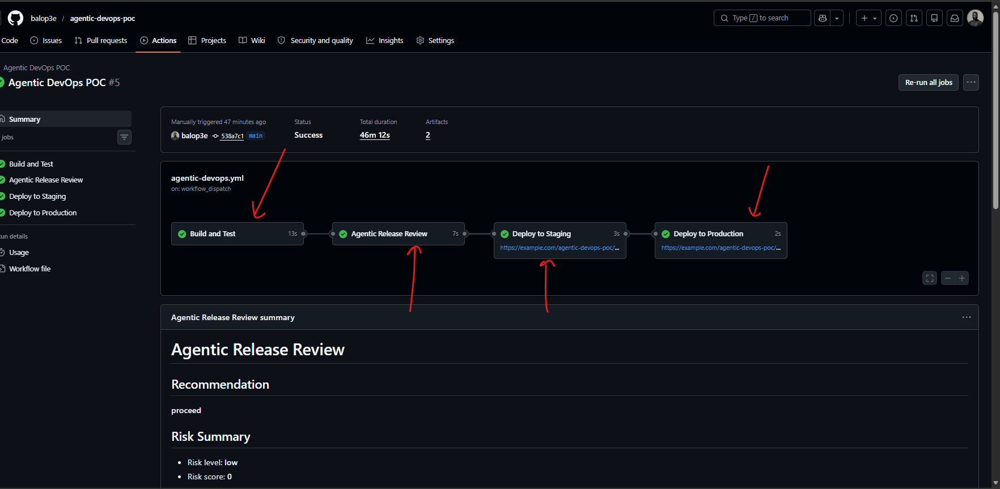 balop3e / agentic-devops-poc
Type / to search
Code Issues Pull requests Actions Projects Wiki Security and quality Insights Settings
Agentic DevOps POC
Agentic DevOps POC #5
Re-run all jobs
Summary
jobs
Build and Test
Agentic Release Review
Deploy to Staging
Deploy to Production
un details
Usage
Workflow file
Manually triggered 47 minutes ago
balop3e 538a7c1 main
Status
Success
Total duration
46m 12s
Artifacts
2
agentic-devops.yml
on: workflow_dispatch
Build and Test 13s
Agentic Release Review 7s
Deploy to Staging 3s
https://example.com/agentic-devops-poc/...
Deploy to Production 2s
https://example.com/agentic-devops-poc/...
Agentic Release Review summary
Agentic Release Review
Recommendation
proceed
Risk Summary
• Risk level: low
• Risk score: 0